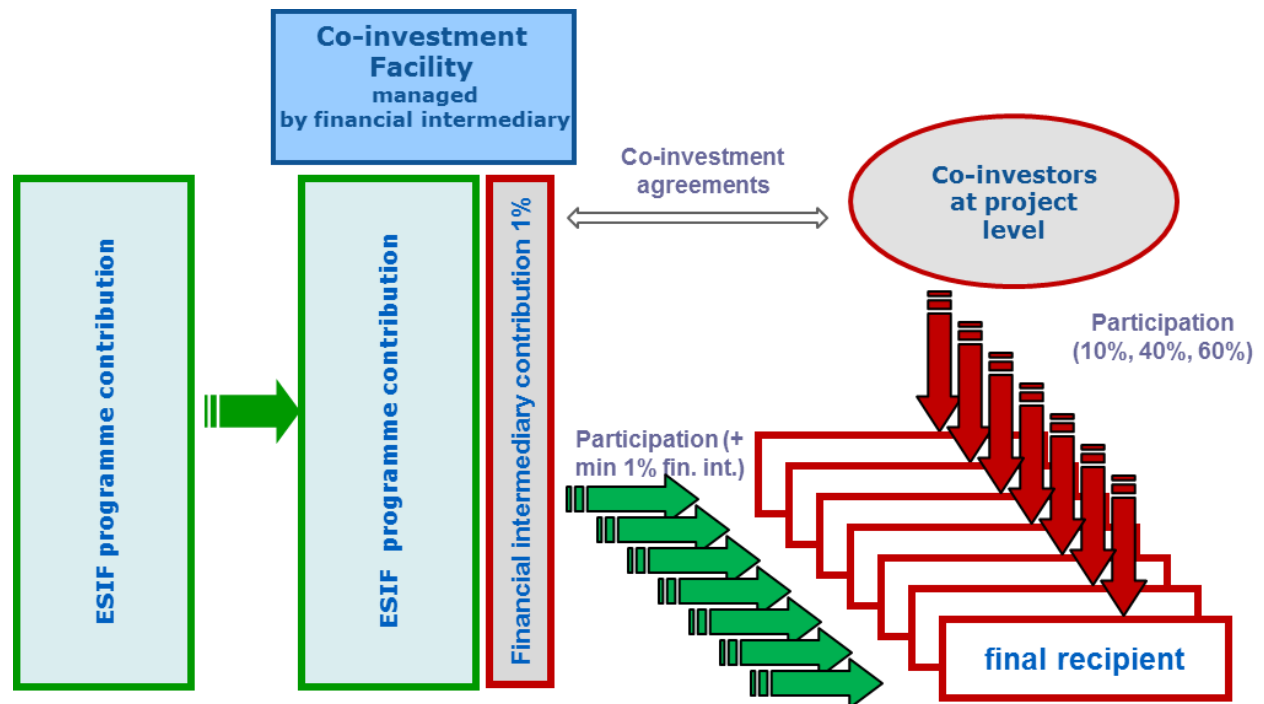 Co-investment
Facility
managed
by financial intermediary
ESIF programme contribution
ESIF programme contribution
Financial intermediary contribution 1%
Co-investment
agreements
Co-investors
at project
level
Participation
(10%, 40%, 60%)
Participation (+
min 1% fin. int.)
final recipient